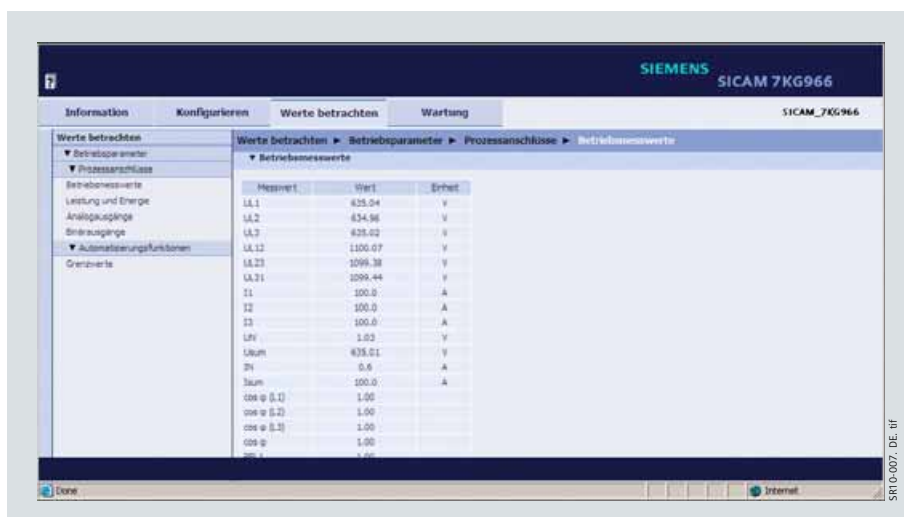 SIEMENS
SICAM 7KG966
?
Information Konfigurieren Werte betrachten Wartung SICAM_7KG966
Werte betrachten
▼ Betriebsparameter
▼ Prozessanschlüsse
Betriebsmesswerte
Leistung und Energie
Analogausgänge
Binärausgänge
▼ Automatisierungsfunktionen
Grenzwerte
Werte betrachten ► Betriebsparameter ► Prozessanschlüsse ► Betriebsmesswerte
▼ Betriebsmesswerte
Messwert Wert Einheit
UL1 635.04 V
UL2 634.96 V
UL3 635.02 V
UL12 1100.07 V
UL23 1099.38 V
UL31 1099.44 V
I1 100.0 A
I2 100.0 A
I3 100.0 A
UN 1.03 V
Usum 635.01 V
IN 0.6 A
Isum 100.0 A
cos φ (L1) 1.00
cos φ (L2) 1.00
cos φ (L3) 1.00
cos φ 1.00
1.00
Done Internet
SR10-007. DE. tif